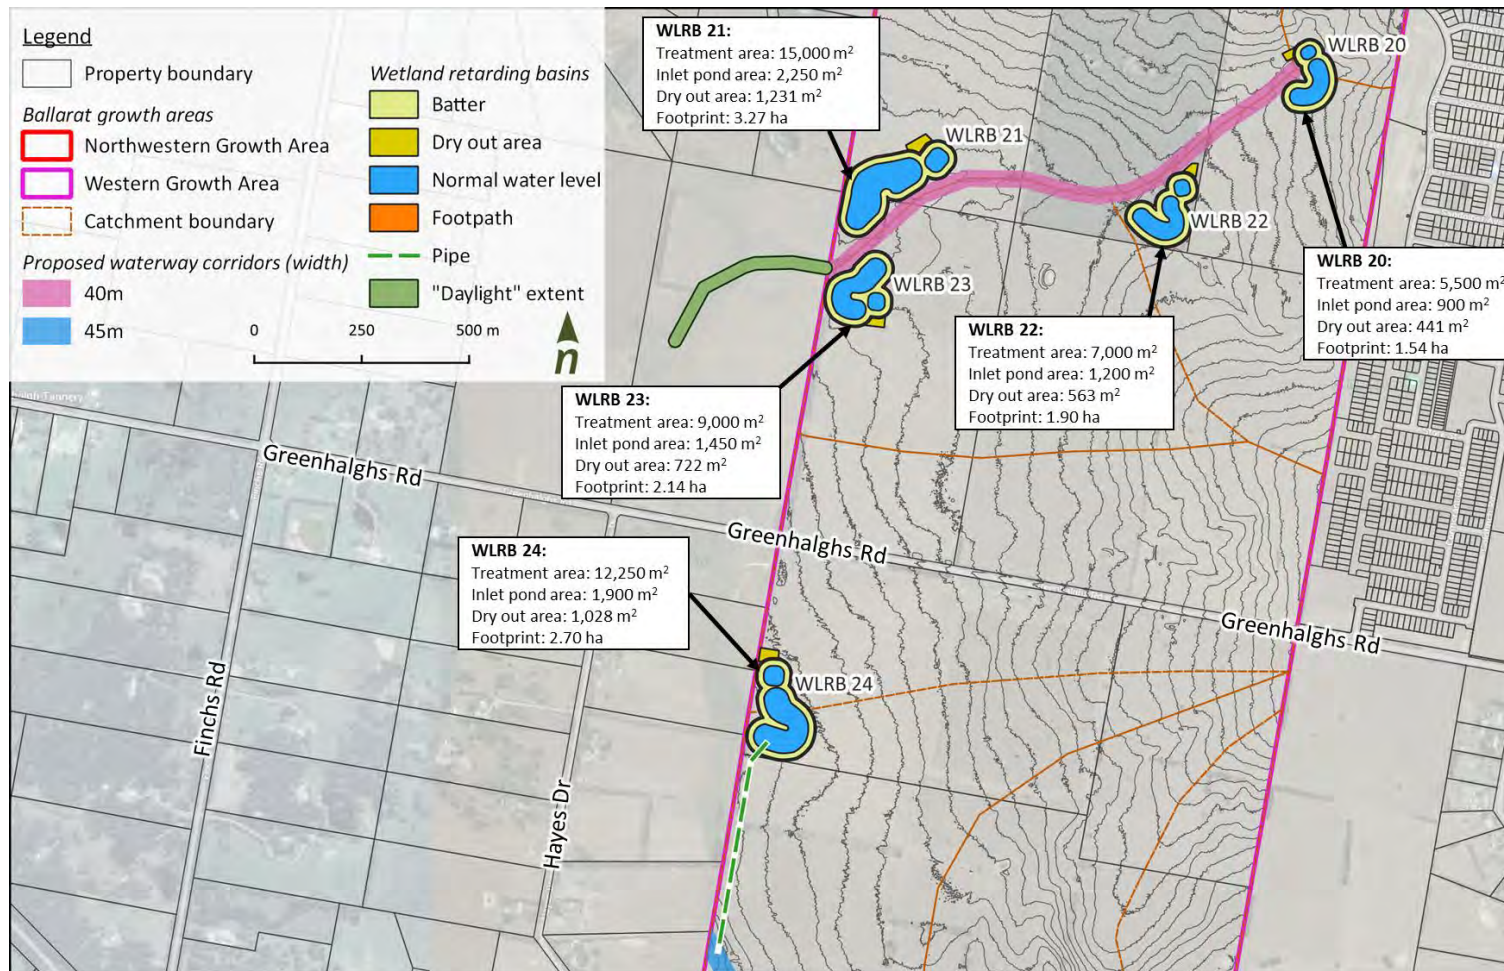 Legend
Property boundary
Ballarat growth areas
Northwestern Growth Area
Western Growth Area
Catchment boundary
Proposed waterway corridors (width)
40m
45m
Wetland retarding basins
Batter
Dry out area
Normal water level
Footpath
Pipe
"Daylight" extent
0 250 500 m
n
WLRB 21:
Treatment area: 15,000 m²
Inlet pond area: 2,250 m²
Dry out area: 1,231 m²
Footprint: 3.27 ha
WLRB 20
WLRB 21
WLRB 22
WLRB 23
WLRB 20:
Treatment area: 5,500 m²
Inlet pond area: 900 m²
Dry out area: 441 m²
Footprint: 1.54 ha
WLRB 22:
Treatment area: 7,000 m²
Inlet pond area: 1,200 m²
Dry out area: 563 m²
Footprint: 1.90 ha
WLRB 23:
Treatment area: 9,000 m²
Inlet pond area: 1,450 m²
Dry out area: 722 m²
Footprint: 2.14 ha
Tannery
Greenhalghs Rd
Greenhalghs Rd
Greenhalghs Rd
WLRB 24:
Treatment area: 12,250 m²
Inlet pond area: 1,900 m²
Dry out area: 1,028 m²
Footprint: 2.70 ha
WLRB 24
Finchs Rd
Hayes Dr